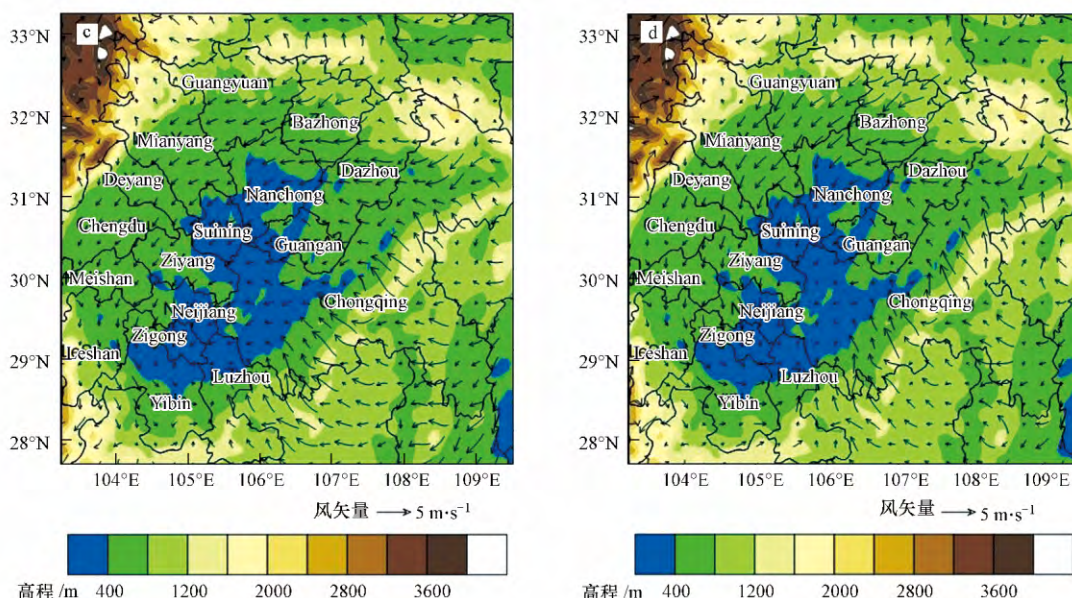 c
33°N
32°N
31°N
30°N
29°N
28°N
Guangyuan
Bazhong
Mianyang
Dazhou
Deyang
Nanchong
Chengdu
Suining
Guangan
Ziyang
Meishan
Chongqing
Neijiang
Zigong
Leshan
Luzhou
Yibin
104°E 105°E 106°E 107°E 108°E 109°E
风矢量 → 5 m·s⁻¹
高程 /m 400 1200 2000 2800 3600
d
33°N
32°N
31°N
30°N
29°N
28°N
Guangyuan
Bazhong
Mianyang
Dazhou
Deyang
Nanchong
Chengdu
Suining
Guangan
Ziyang
Meishan
Chongqing
Neijiang
Zigong
Leshan
Luzhou
Yibin
104°E 105°E 106°E 107°E 108°E 109°E
风矢量 → 5 m·s⁻¹
高程 /m 400 1200 2000 2800 3600